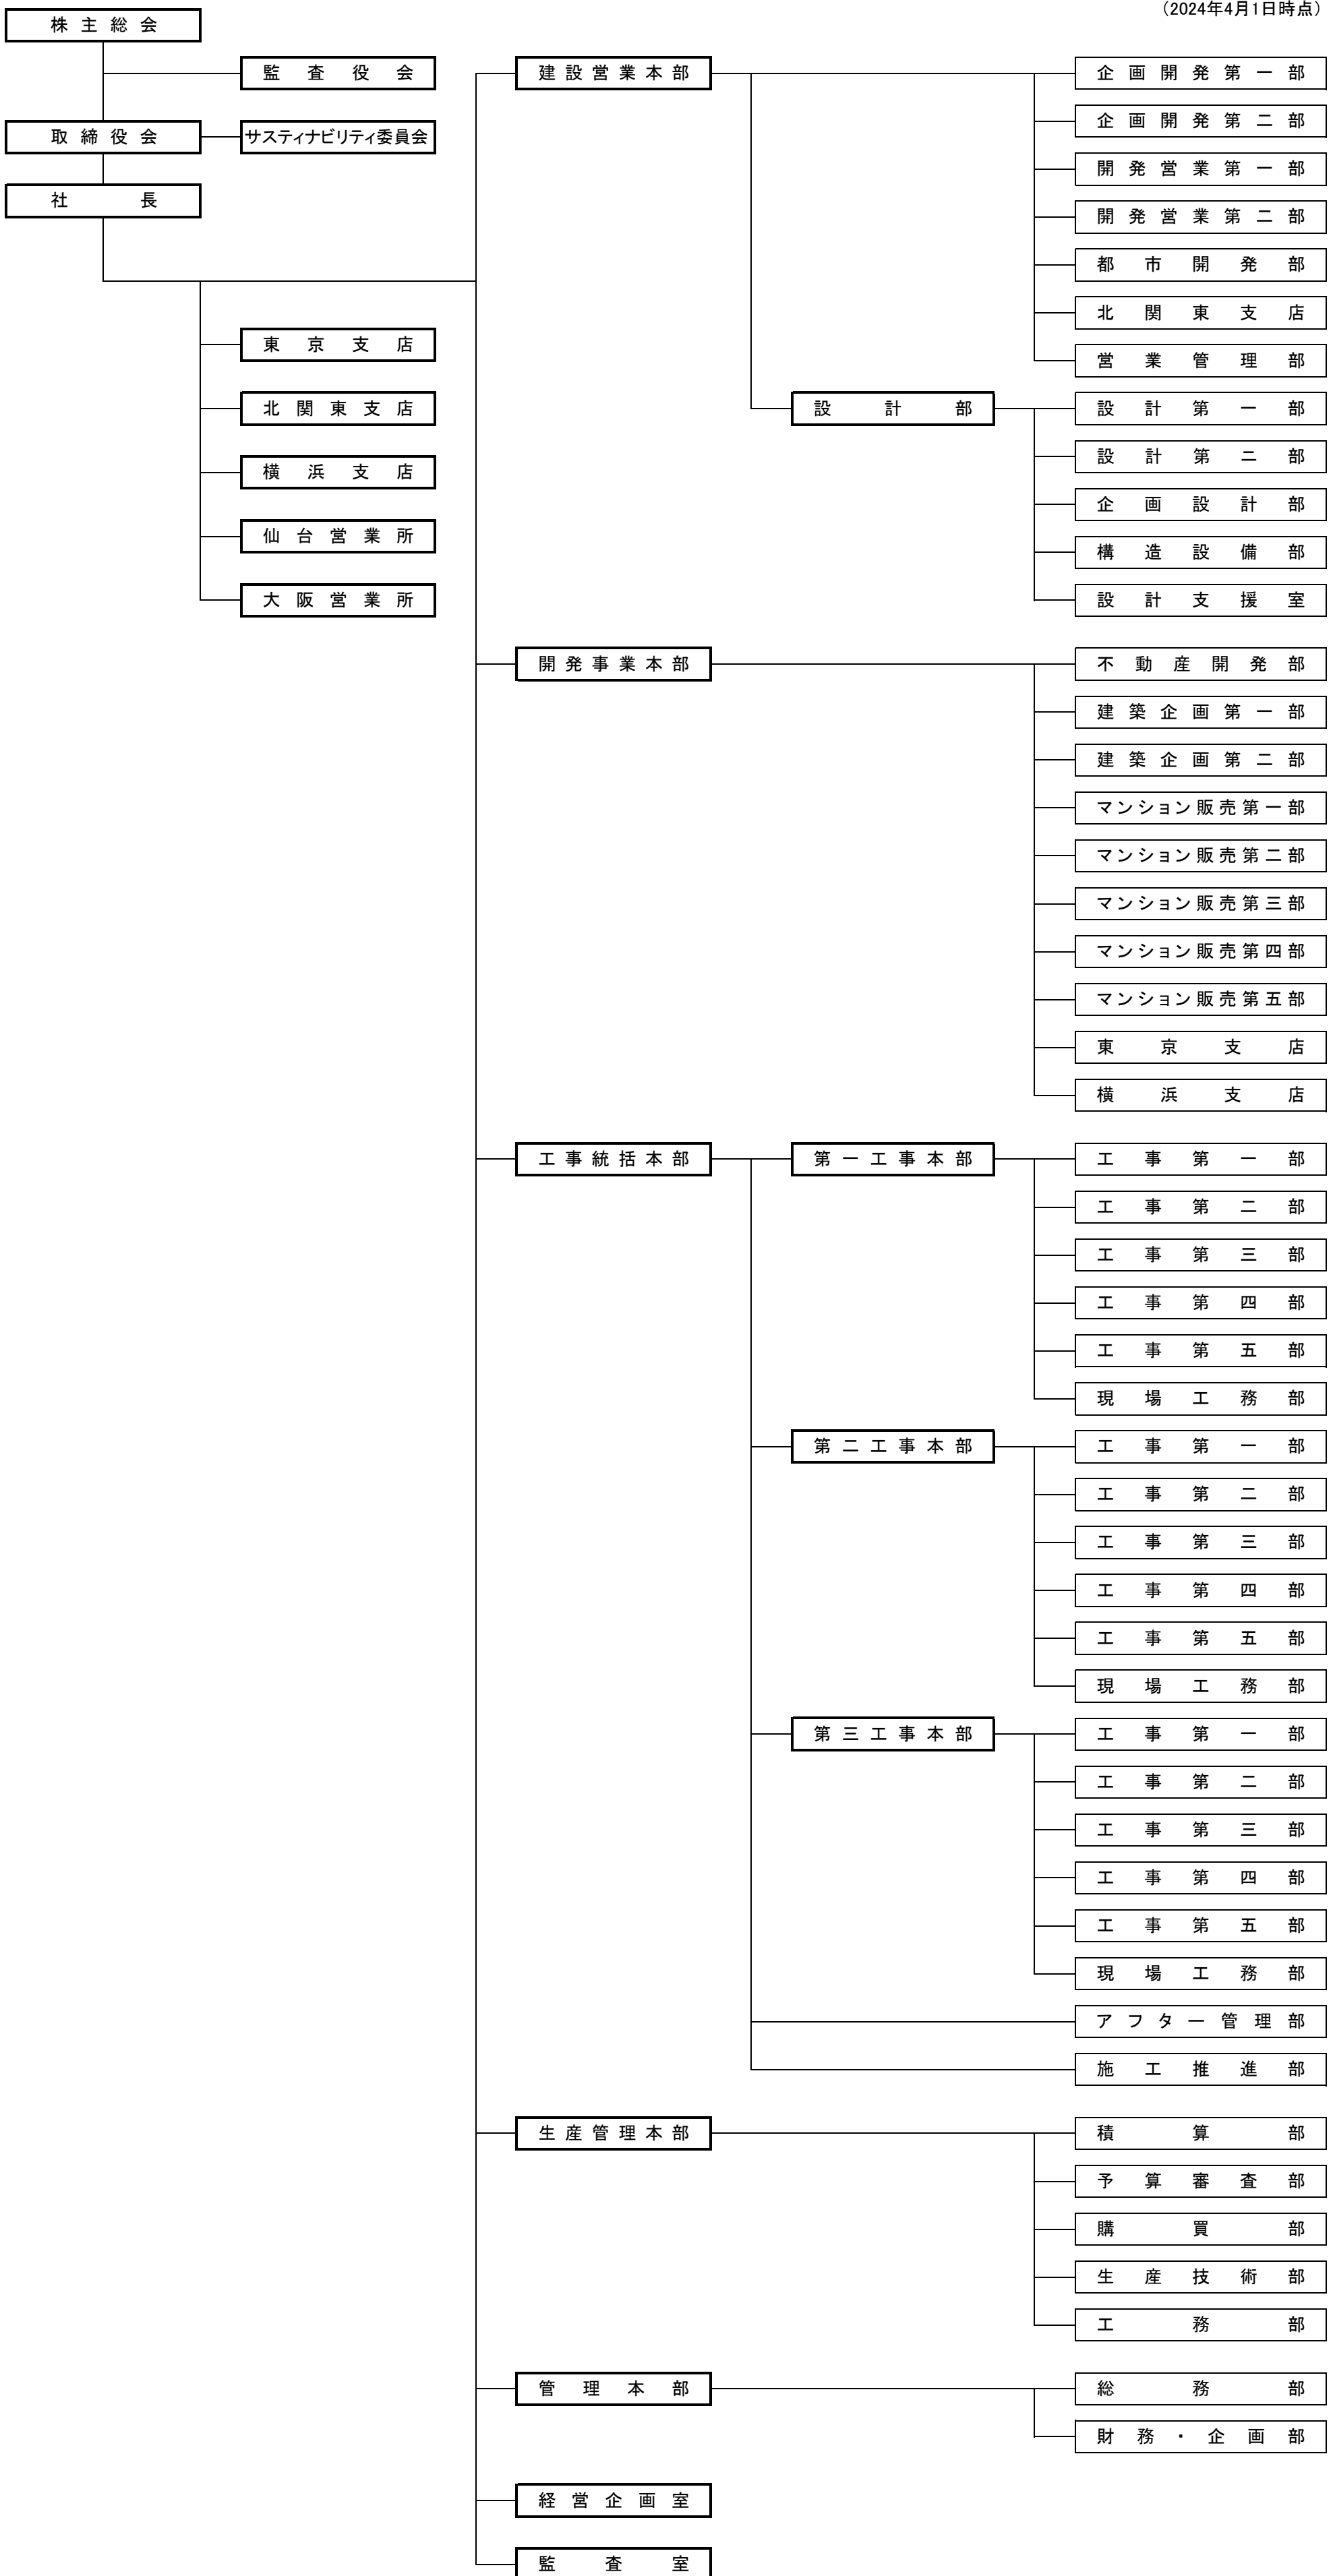 （2024年4月1日時点）
株主総会
監査役会
取締役会
サスティナビリティ委員会
社長
東京支店
北関東支店
横浜支店
仙台営業所
大阪営業所
建設営業本部
企画開発第一部
企画開発第二部
開発営業第一部
開発営業第二部
都市開発部
北関東支店
営業管理部
設計部
設計第一部
設計第二部
企画設計部
構造設備部
設計支援室
開発事業本部
不動産開発部
建築企画第一部
建築企画第二部
マンション販売第一部
マンション販売第二部
マンション販売第三部
マンション販売第四部
マンション販売第五部
東京支店
横浜支店
工事統括本部
第一工事本部
工事第一部
工事第二部
工事第三部
工事第四部
工事第五部
現場工務部
第二工事本部
工事第一部
工事第二部
工事第三部
工事第四部
工事第五部
現場工務部
第三工事本部
工事第一部
工事第二部
工事第三部
工事第四部
工事第五部
現場工務部
アフター管理部
施工推進部
生産管理本部
積算部
予算審査部
購買部
生産技術部
工務部
管理本部
総務部
財務・企画部
経営企画室
監査室